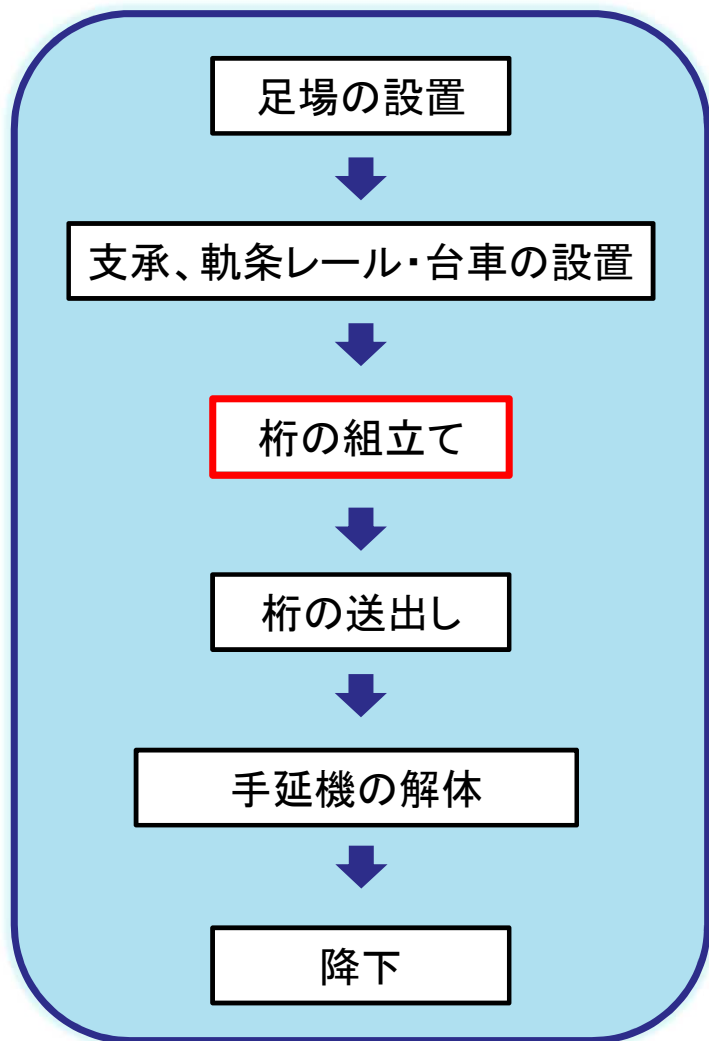 足場の設置
支承、軌条レール・台車の設置
桁の組立て
桁の送出し
手延機の解体
降下